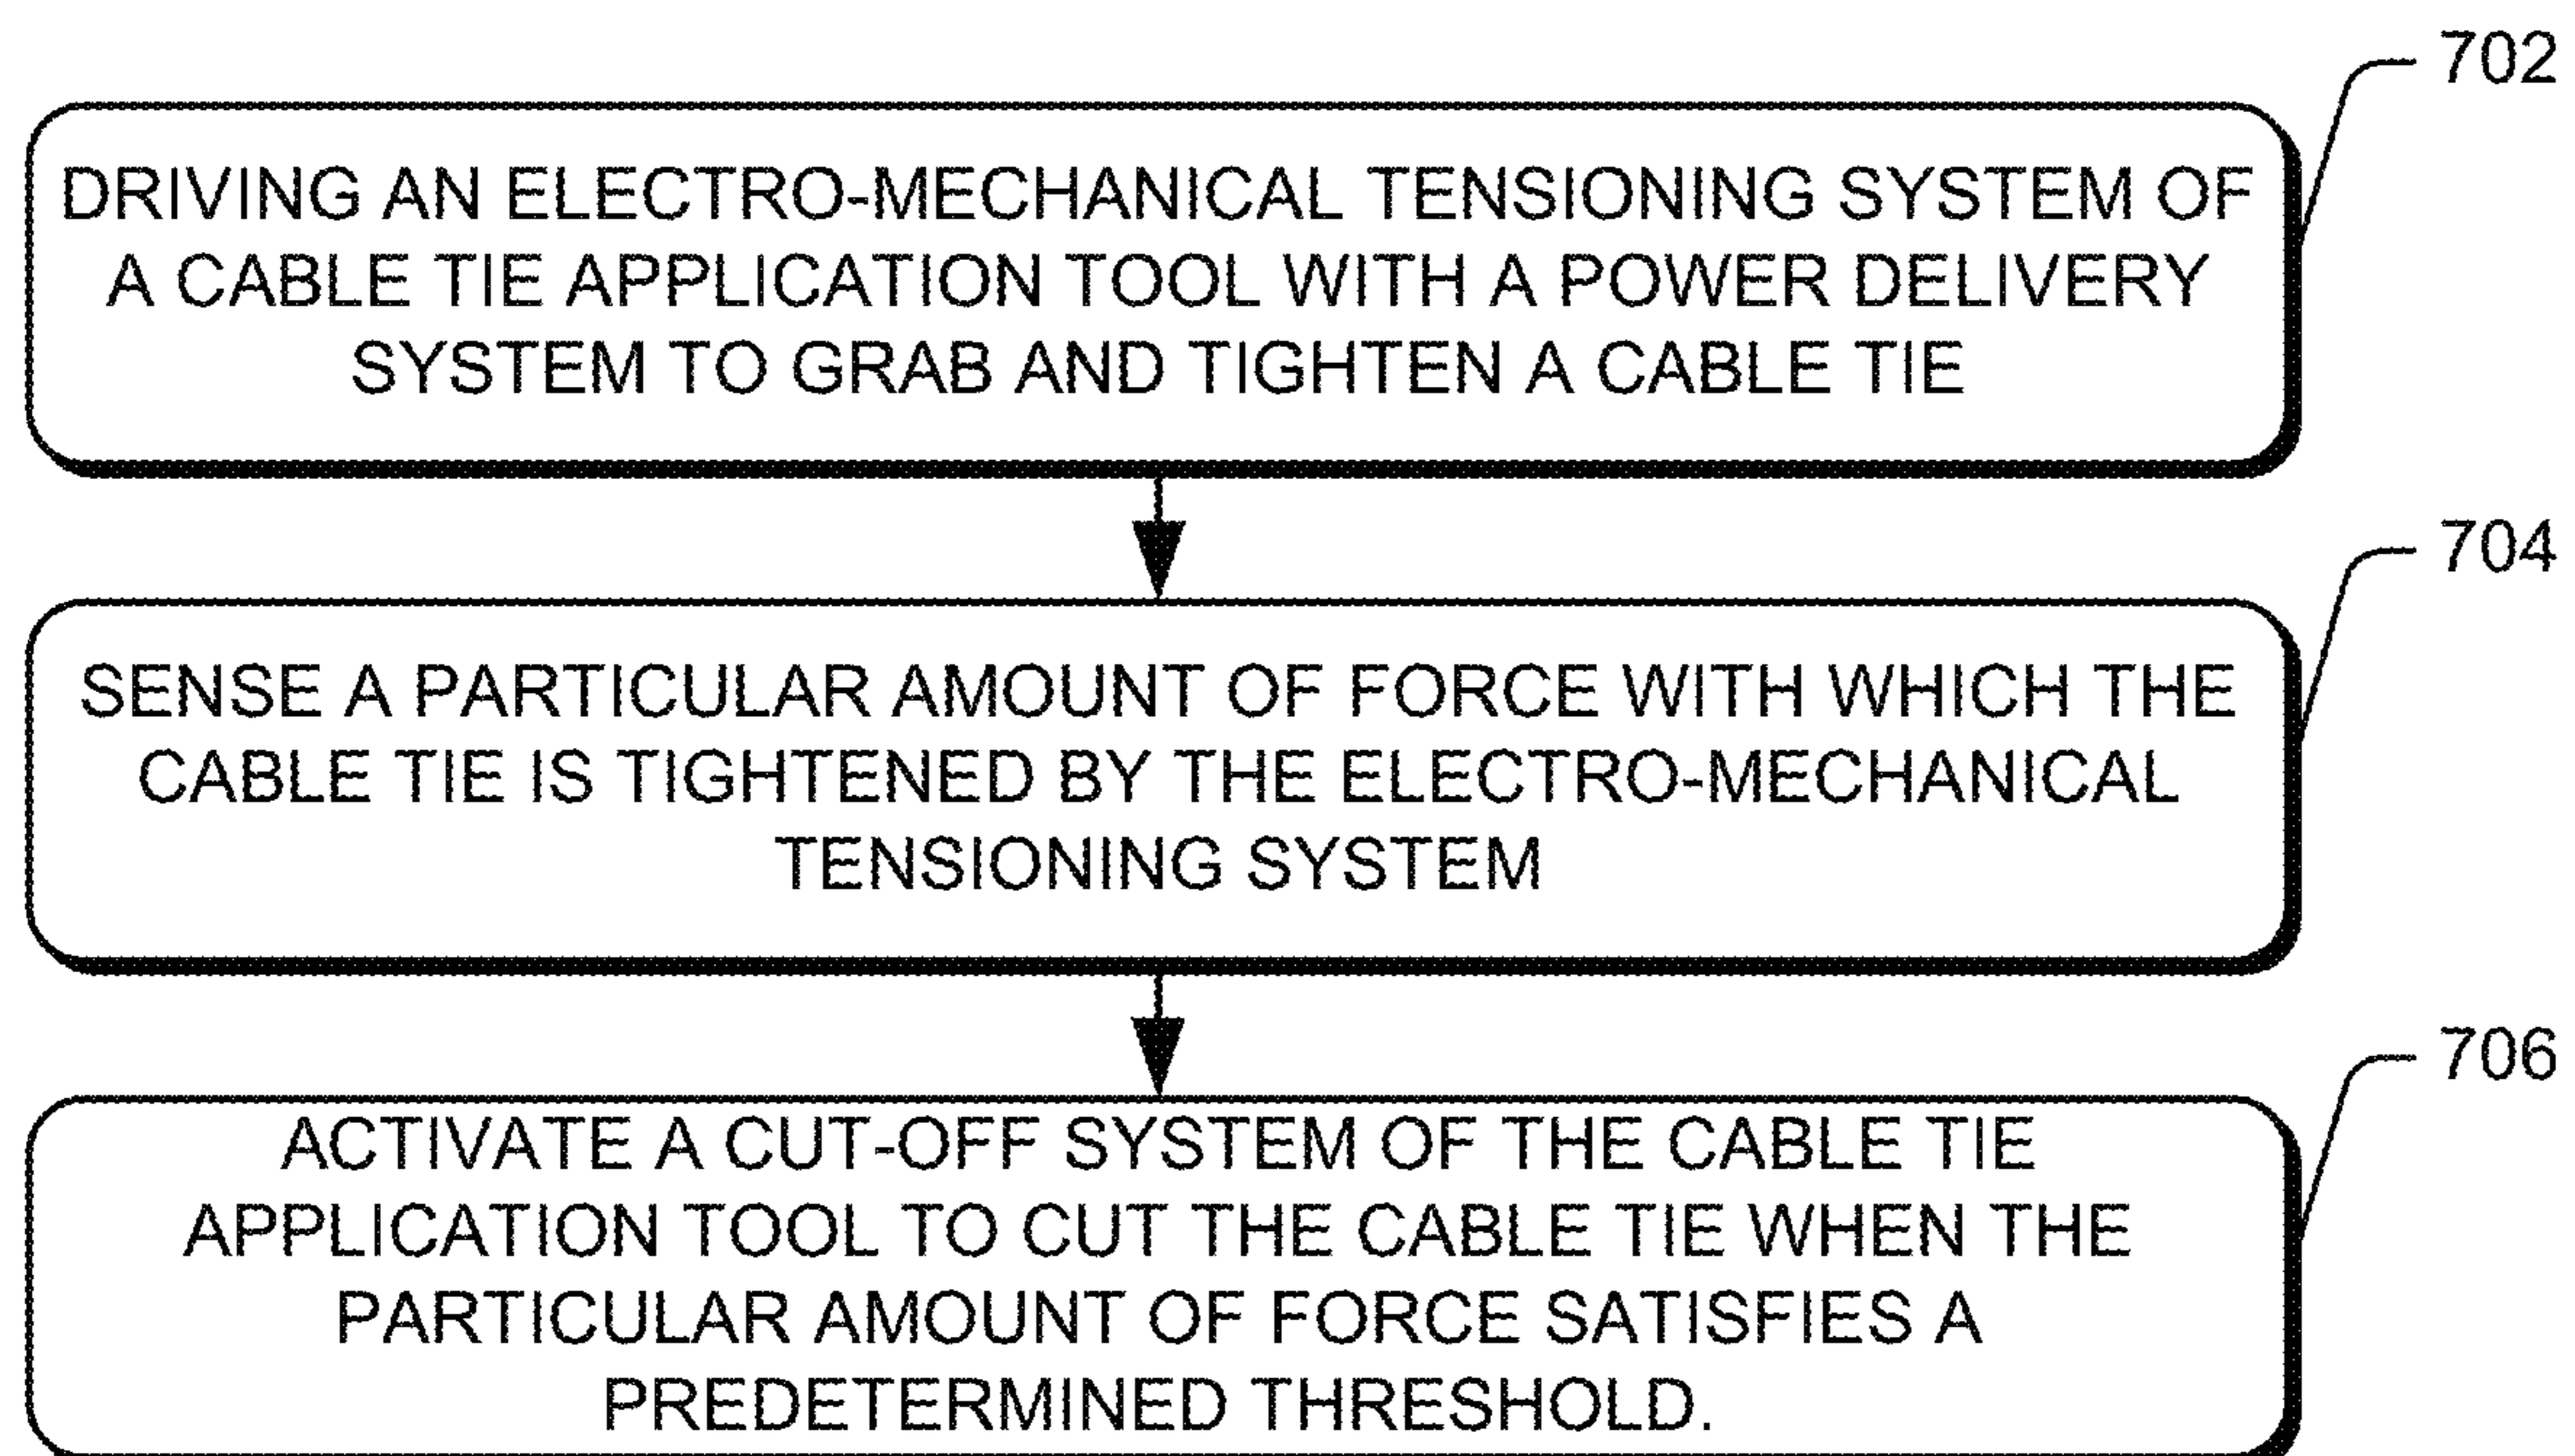 702
DRIVING AN ELECTRO-MECHANICAL TENSIONING SYSTEM OF
A CABLE TIE APPLICATION TOOL WITH A POWER DELIVERY
SYSTEM TO GRAB AND TIGHTEN A CABLE TIE
704
SENSE A PARTICULAR AMOUNT OF FORCE WITH WHICH THE
CABLE TIE IS TIGHTENED BY THE ELECTRO-MECHANICAL
TENSIONING SYSTEM
706
ACTIVATE A CUT-OFF SYSTEM OF THE CABLE TIE
APPLICATION TOOL TO CUT THE CABLE TIE WHEN THE
PARTICULAR AMOUNT OF FORCE SATISFIES A
PREDETERMINED THRESHOLD.